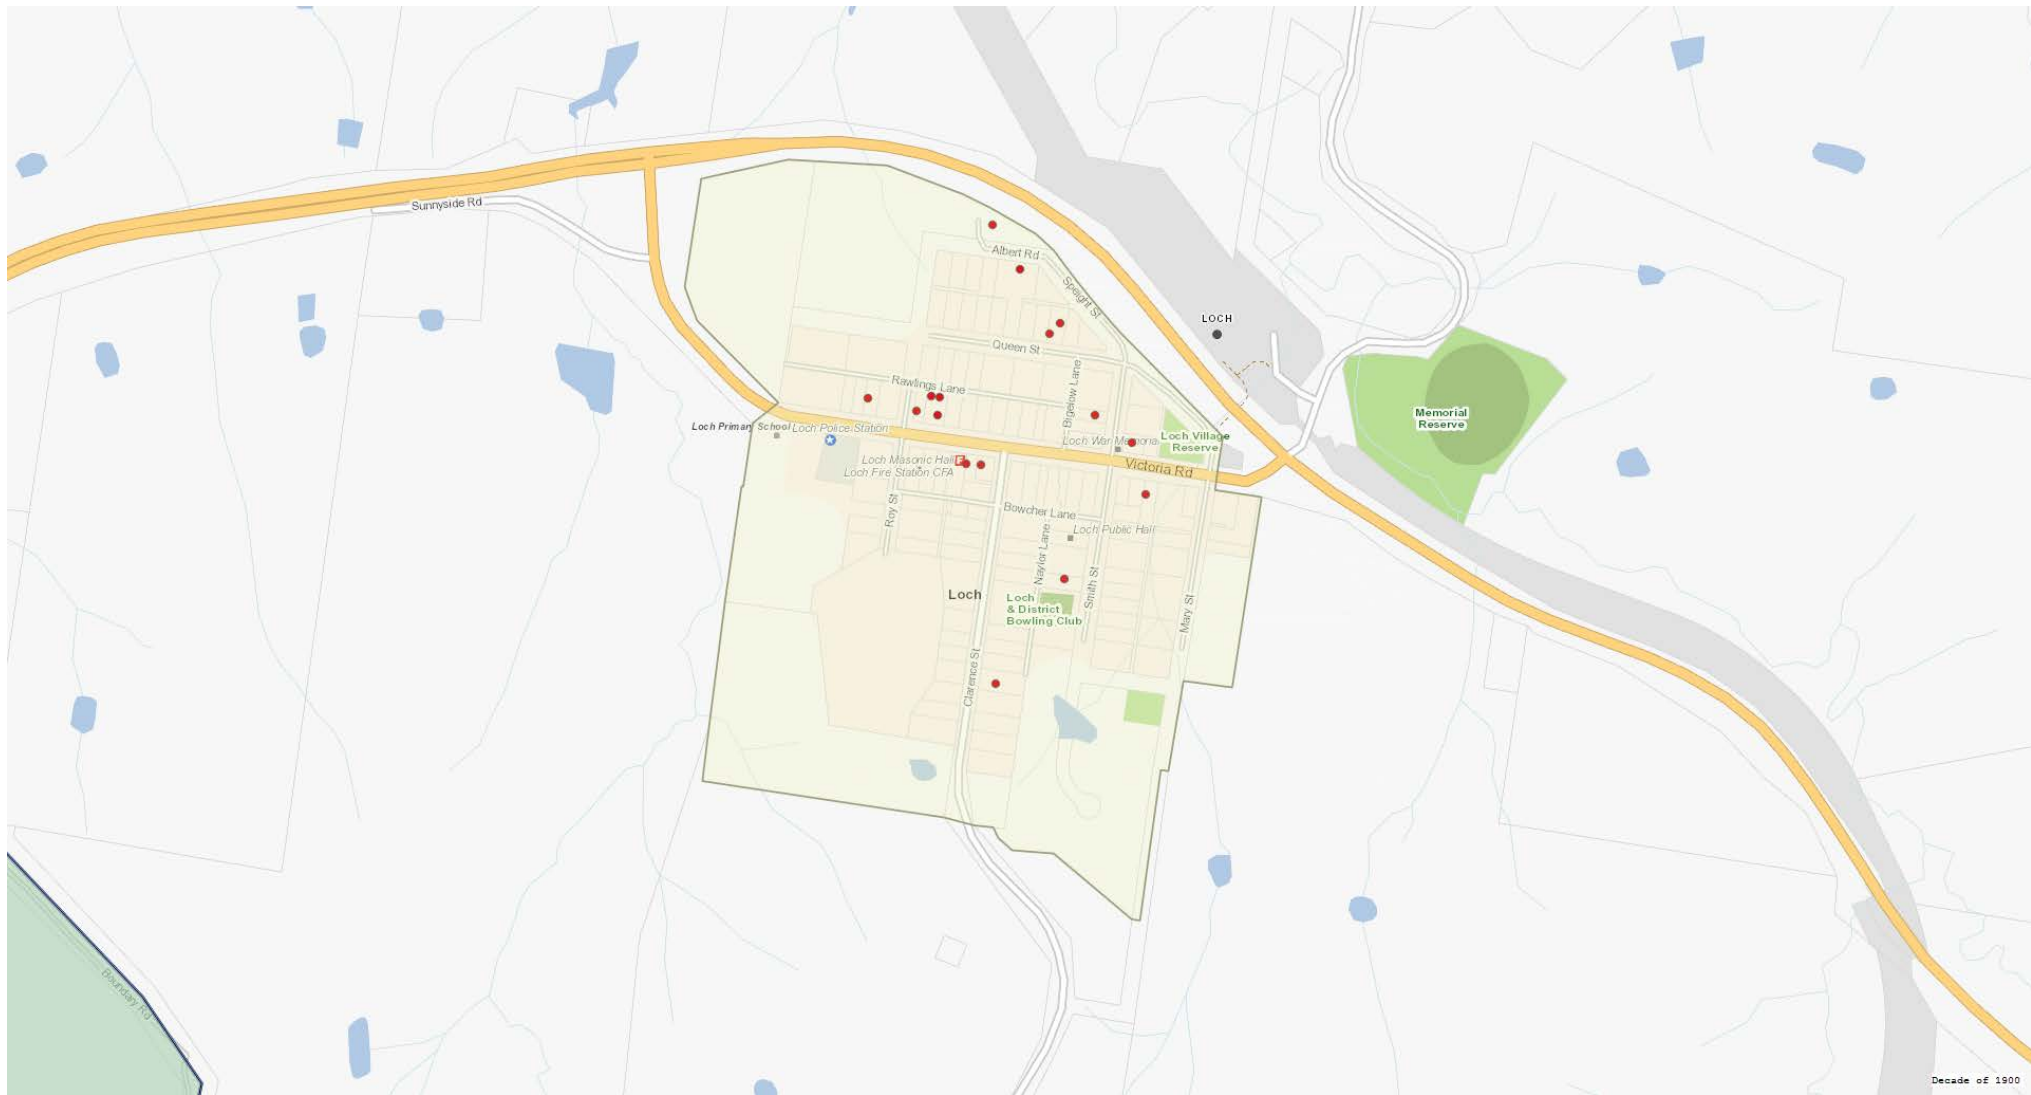 Sunnyside Rd
Albert Rd
Speight St
LOCH
Queen St
Rawlings Lane
Bigelow Lane
Memorial
Reserve
Loch Primary School
Loch Police Station
Loch War Memorial
Loch Village
Reserve
Loch Masonic Hall
F
Loch Fire Station CFA
Victoria Rd
Roy St
Bowcher Lane
Loch Public Hall
Naylor Lane
Smith St
Loch
Loch
& District
Bowling Club
Mary St
Clarence St
Boundary Rd
Decade of 1900